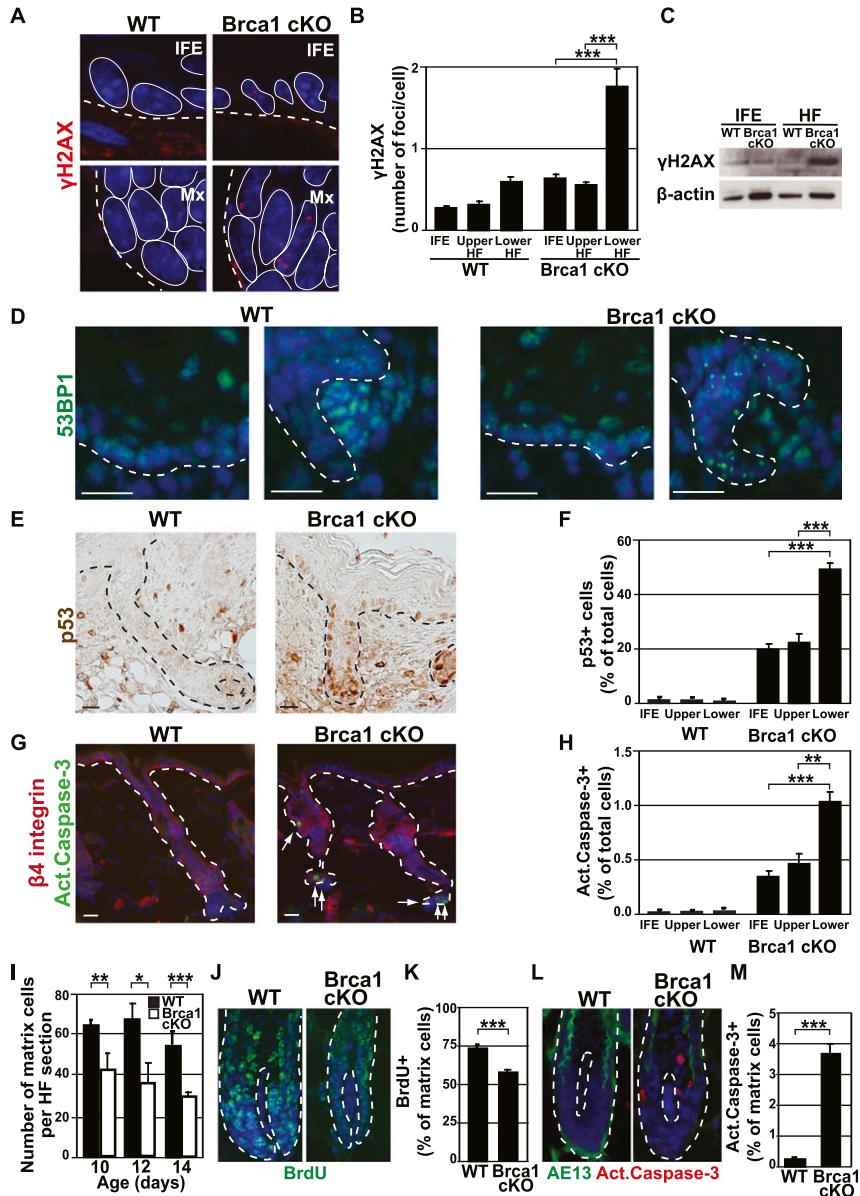 A
WT
Brca1 cKO
IFE
IFE
Mx
Mx
γH2AX
B
γH2AX
(number of foci/cell)
2
1
0
***
***
IFE Upper HF Lower HF
WT
IFE Upper HF Lower HF
Brca1 cKO
C
IFE HF
WT Brca1 cKO WT Brca1 cKO
γH2AX
β-actin
D
WT
Brca1 cKO
53BP1
E
WT
Brca1 cKO
p53
F
p53+ cells
(% of total cells)
60
40
20
0
***
***
IFE Upper Lower IFE Upper Lower
WT Brca1 cKO
G
WT
Brca1 cKO
β4 integrin
Act.Caspase-3
H
Act.Caspase-3+
(% of total cells)
1.5
1.0
0.5
0.0
**
***
IFE Upper Lower IFE Upper Lower
WT Brca1 cKO
I
Number of matrix cells
per HF section
80
60
40
20
0
** * ***
WT
Brca1 cKO
10 12 14
Age (days)
J
WT
Brca1 cKO
BrdU
K
BrdU+
(% of matrix cells)
100
75
50
25
0
***
WT Brca1 cKO
L
WT
Brca1 cKO
AE13 Act.Caspase-3
M
Act.Caspase-3+
(% of matrix cells)
5
4
3
2
1
0
***
WT Brca1 cKO